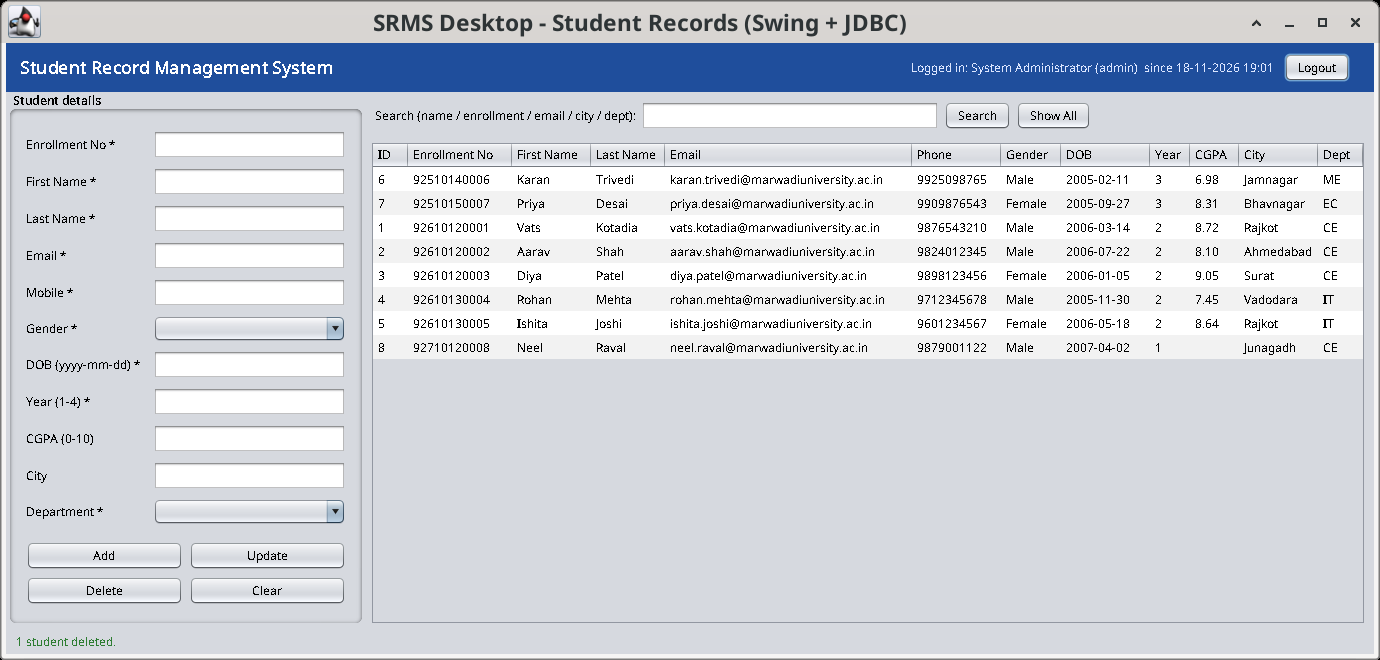 SRMS Desktop - Student Records (Swing + JDBC)
Student Record Management System
Logged in: System Administrator (admin) since 18-11-2026 19:01
Logout
Student details
Enrollment No *
First Name *
Last Name *
Email *
Mobile *
Gender *
DOB (yyyy-mm-dd) *
Year (1-4) *
CGPA (0-10)
City
Department *
Add Update
Delete Clear
Search (name / enrollment / email / city / dept): Search Show All
ID Enrollment No First Name Last Name Email Phone Gender DOB Year CGPA City Dept
6 92510140006 Karan Trivedi karan.trivedi@marwadiuniversity.ac.in 9925098765 Male 2005-02-11 3 6.98 Jamnagar ME
7 92510150007 Priya Desai priya.desai@marwadiuniversity.ac.in 9909876543 Female 2005-09-27 3 8.31 Bhavnagar EC
1 92610120001 Vats Kotadia vats.kotadia@marwadiuniversity.ac.in 9876543210 Male 2006-03-14 2 8.72 Rajkot CE
2 92610120002 Aarav Shah aarav.shah@marwadiuniversity.ac.in 9824012345 Male 2006-07-22 2 8.10 Ahmedabad CE
3 92610120003 Diya Patel diya.patel@marwadiuniversity.ac.in 9898123456 Female 2006-01-05 2 9.05 Surat CE
4 92610130004 Rohan Mehta rohan.mehta@marwadiuniversity.ac.in 9712345678 Male 2005-11-30 2 7.45 Vadodara IT
5 92610130005 Ishita Joshi ishita.joshi@marwadiuniversity.ac.in 9601234567 Female 2006-05-18 2 8.64 Rajkot IT
8 92710120008 Neel Raval neel.raval@marwadiuniversity.ac.in 9879001122 Male 2007-04-02 1 Junagadh CE
1 student deleted.